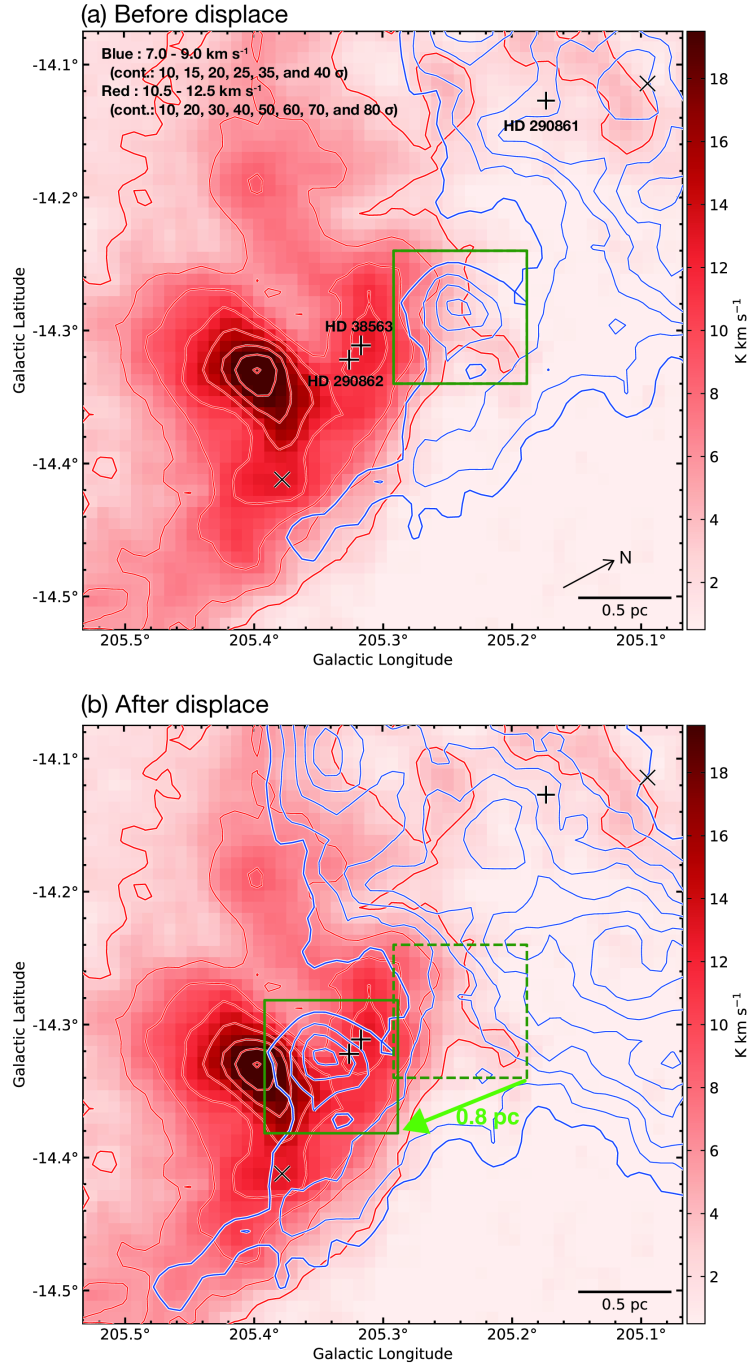 (a) Before displace
Blue : 7.0 - 9.0 km s⁻¹
(cont.: 10, 15, 20, 25, 35, and 40 σ)
Red : 10.5 - 12.5 km s⁻¹
(cont.: 10, 20, 30, 40, 50, 60, 70, and 80 σ)
HD 290861
HD 38563
HD 290862
N
0.5 pc
-14.1°
-14.2°
-14.3°
-14.4°
-14.5°
Galactic Latitude
205.5°
205.4°
205.3°
205.2°
205.1°
Galactic Longitude
18
16
14
12
10
8
6
4
2
K km s⁻¹
(b) After displace
0.8 pc
0.5 pc
-14.1°
-14.2°
-14.3°
-14.4°
-14.5°
Galactic Latitude
205.5°
205.4°
205.3°
205.2°
205.1°
Galactic Longitude
18
16
14
12
10
8
6
4
2
K km s⁻¹